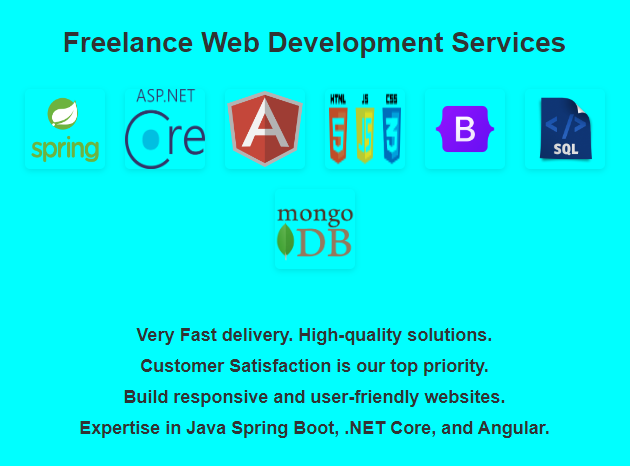 Freelance Web Development Services
spring
ASP.NET
Core
A
HTML JS CSS
5 JS 3
B
</>
SQL
mongo
DB
Very Fast delivery. High-quality solutions.
Customer Satisfaction is our top priority.
Build responsive and user-friendly websites.
Expertise in Java Spring Boot, .NET Core, and Angular.